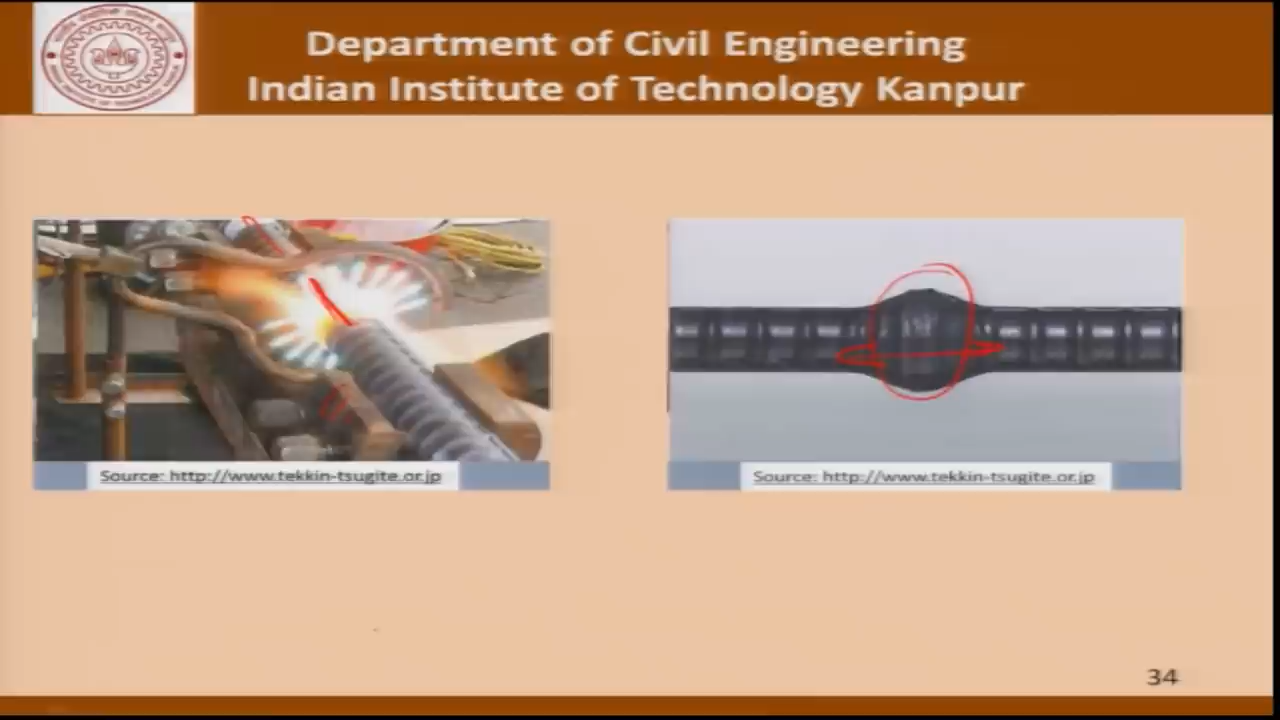 Department of Civil Engineering
Indian Institute of Technology Kanpur
Source: http://www.tekkin-tsugite.or.jp
Source: http://www.tekkin-tsugite.or.jp
34